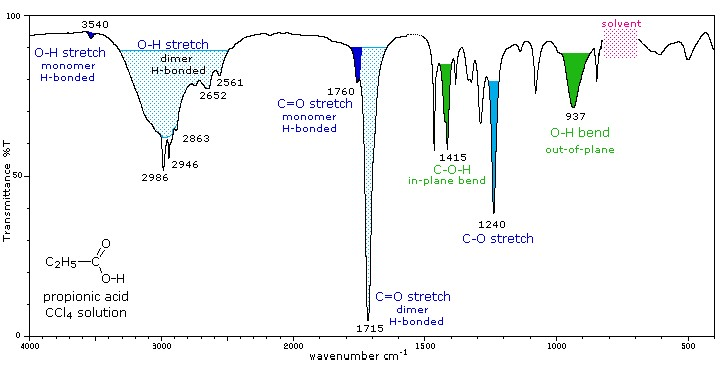 100
3540
solvent
O-H stretch
monomer
H-bonded
O-H stretch
dimer
H-bonded
2561
2652
1760
C=O stretch
monomer
H-bonded
937
O-H bend
out-of-plane
2863
2946
2986
1415
C-O-H
in-plane bend
50
Transmittance %T
1240
C-O stretch
O
C2H5
C
O-H
propionic acid
CCl4 solution
C=O stretch
dimer
H-bonded
1715
0
4000 3000 2000 1500 1000 500
wavenumber cm-1